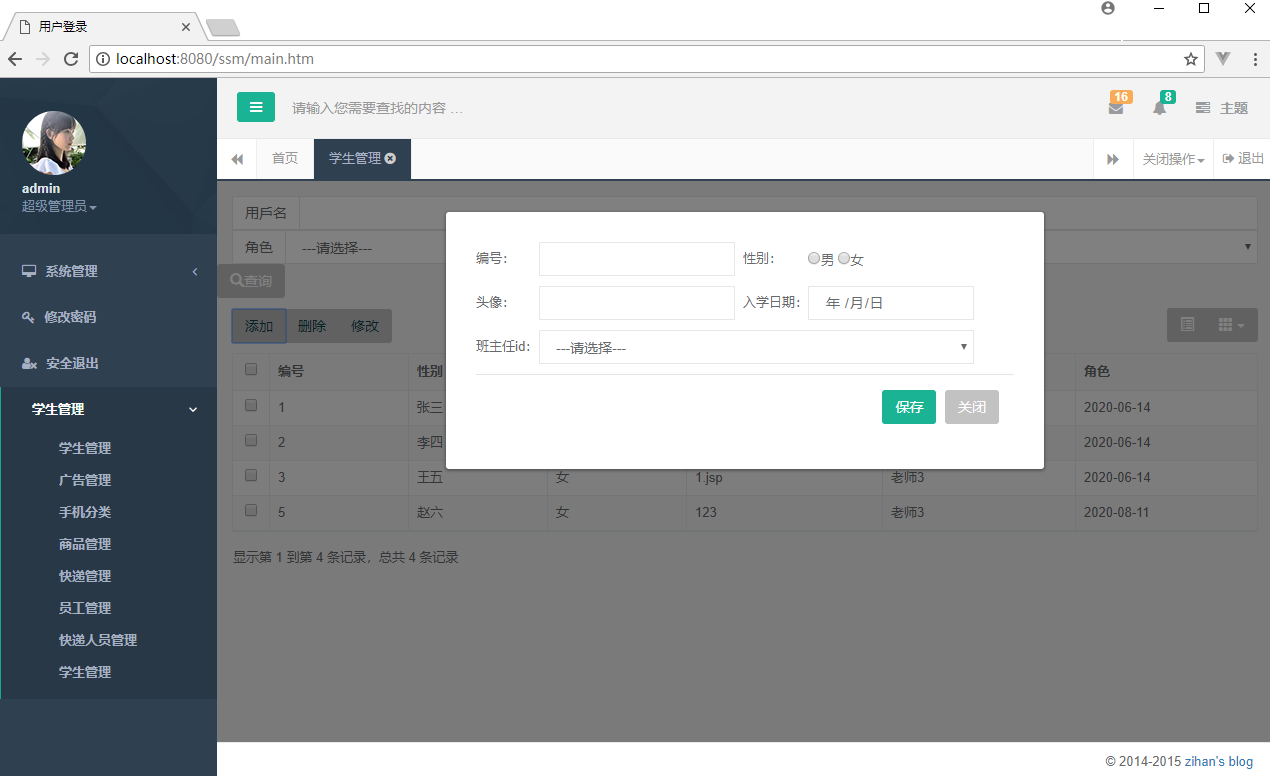 用户登录
localhost:8080/ssm/main.htm
admin
超级管理员
系统管理
修改密码
安全退出
学生管理
学生管理
广告管理
手机分类
商品管理
快递管理
员工管理
快递人员管理
学生管理
请输入您需要查找的内容 …
16
8
主题
首页
学生管理
关闭操作
退出
用戶名
角色 ---请选择---
查询
添加 删除 修改
编号 性别 角色
1 张三 2020-06-14
2 李四 2020-06-14
3 王五 女 1.jsp 老师3 2020-06-14
5 赵六 女 123 老师3 2020-08-11
显示第 1 到第 4 条记录，总共 4 条记录
编号: 性别: 男 女
头像: 入学日期: 年 /月/日
班主任id: ---请选择---
保存 关闭
© 2014-2015 zihan's blog